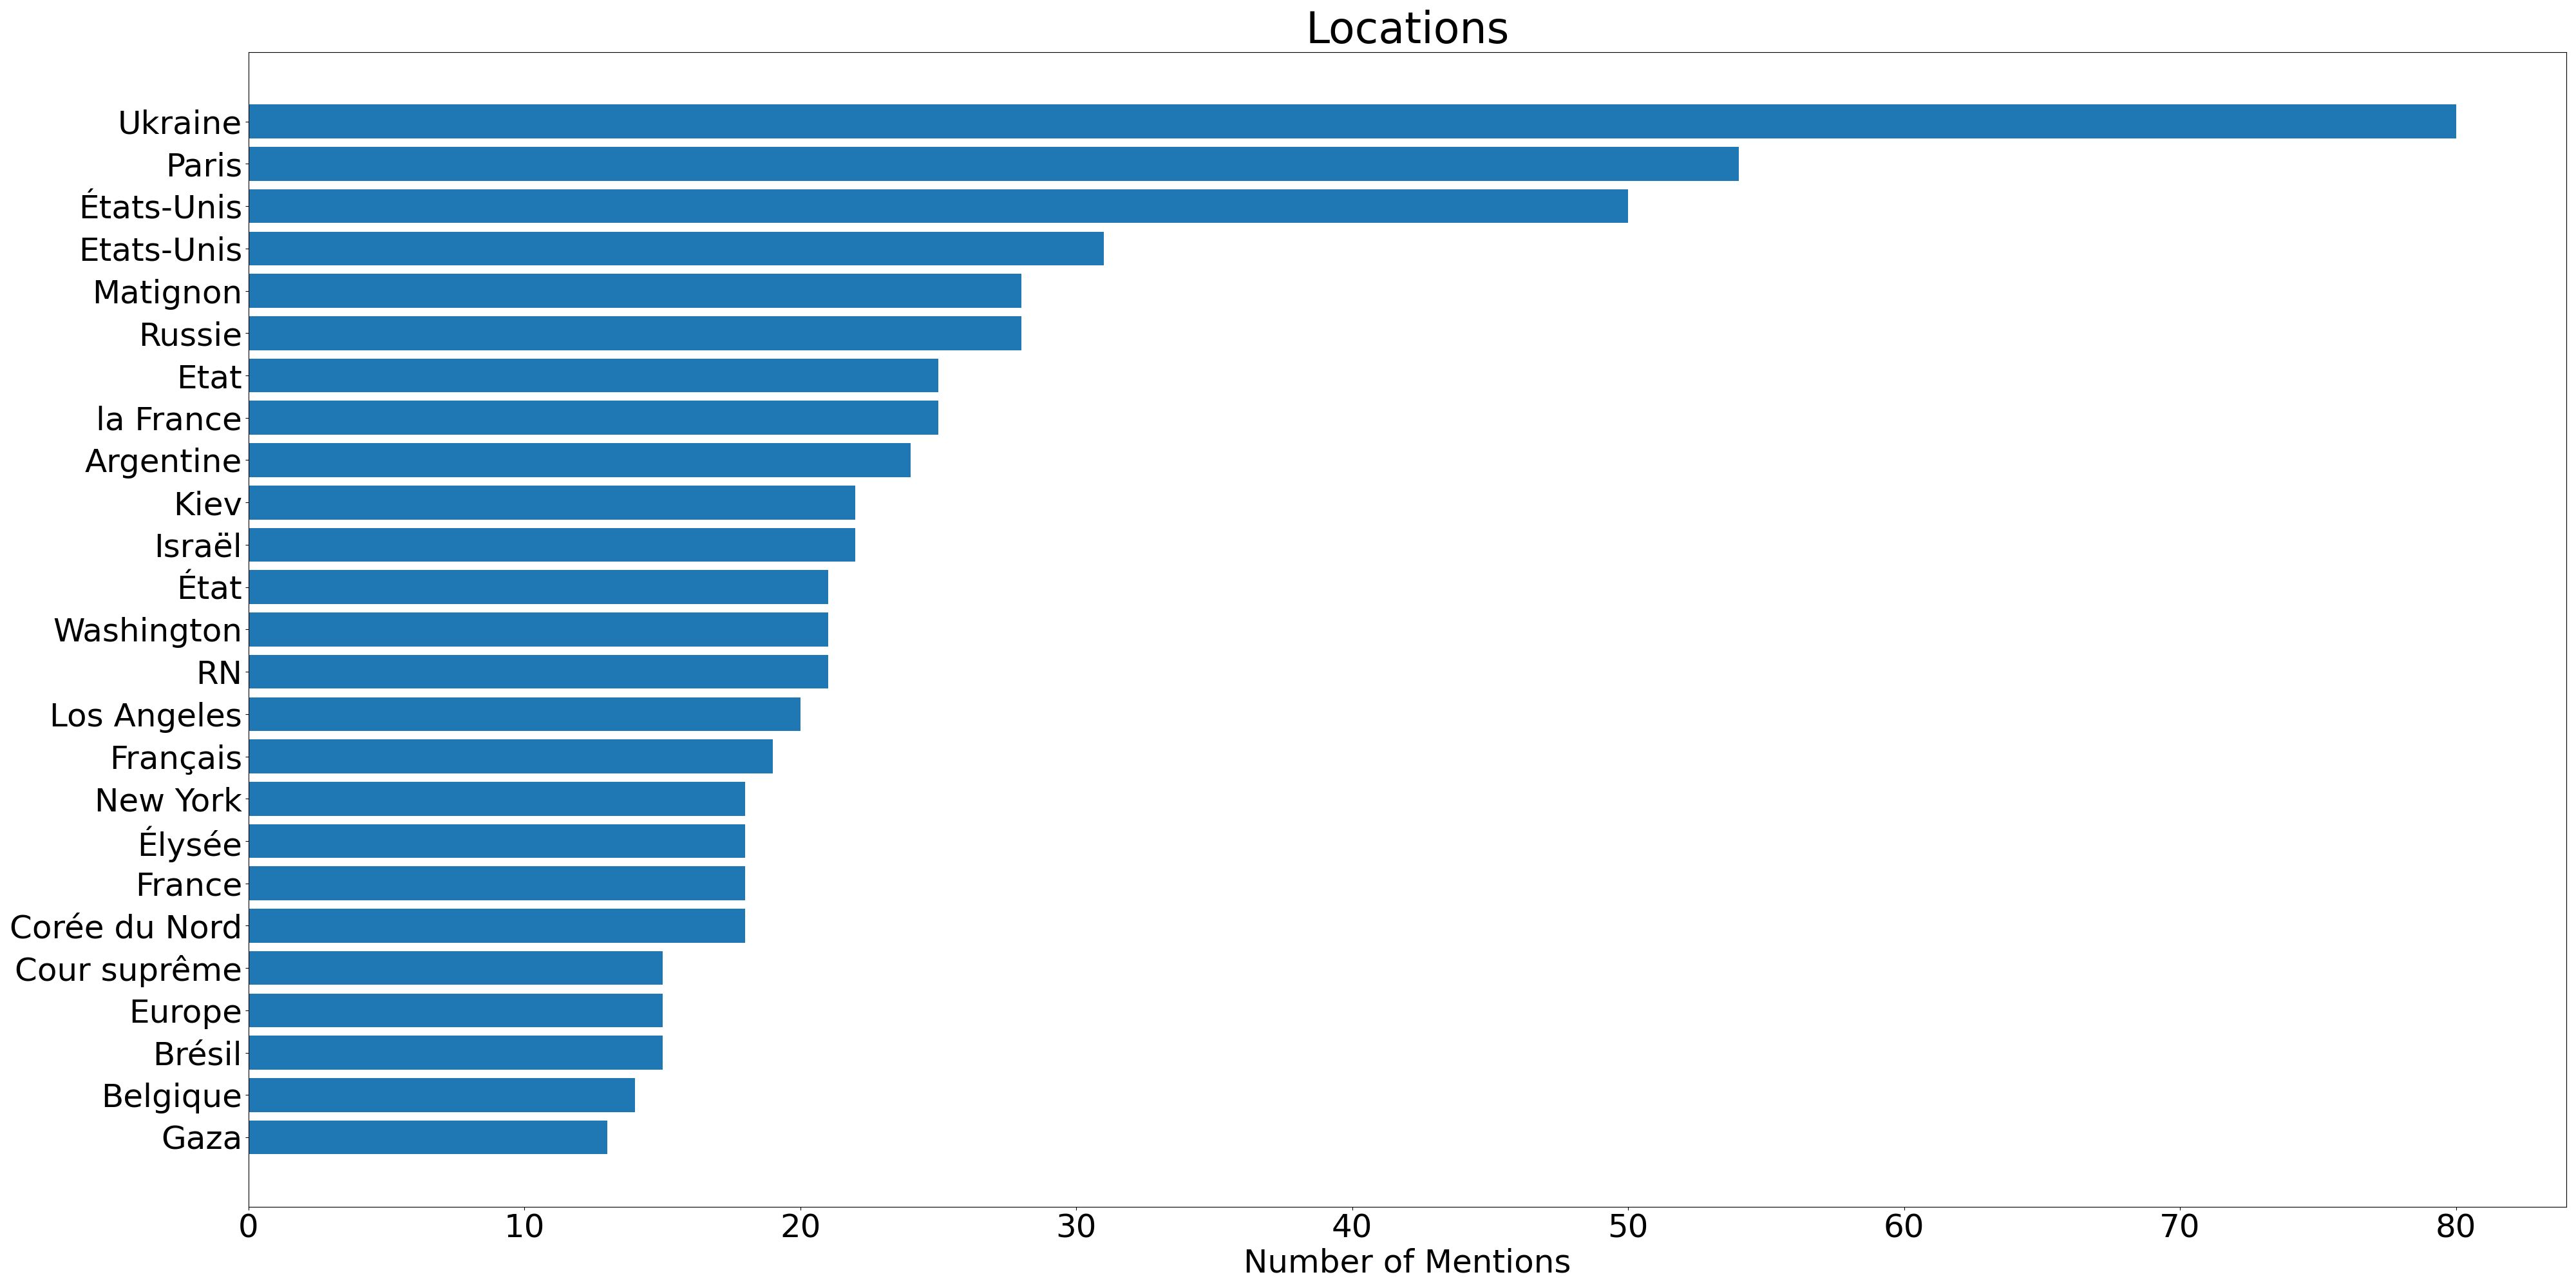 Locations
Ukraine
Paris
États-Unis
Etats-Unis
Matignon
Russie
Etat
la France
Argentine
Kiev
Israël
État
Washington
RN
Los Angeles
Français
New York
Élysée
France
Corée du Nord
Cour suprême
Europe
Brésil
Belgique
Gaza
0 10 20 30 40 50 60 70 80
Number of Mentions